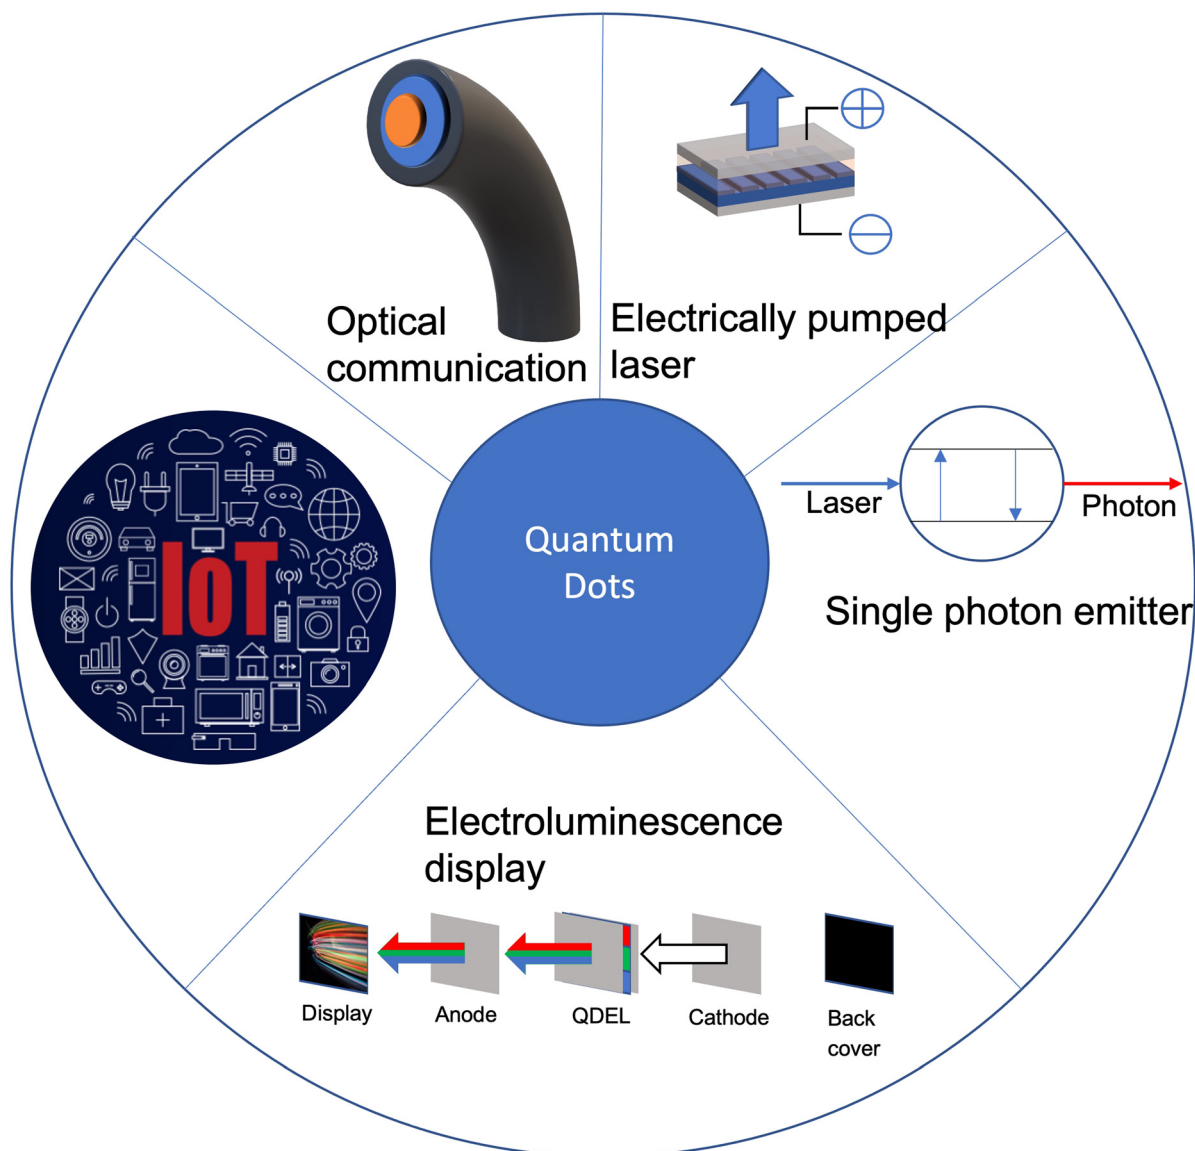 Optical
communication
Electrically pumped
laser
IoT
Quantum
Dots
Laser
Photon
Single photon emitter
Electroluminescence
display
Display
Anode
QDEL
Cathode
Back
cover